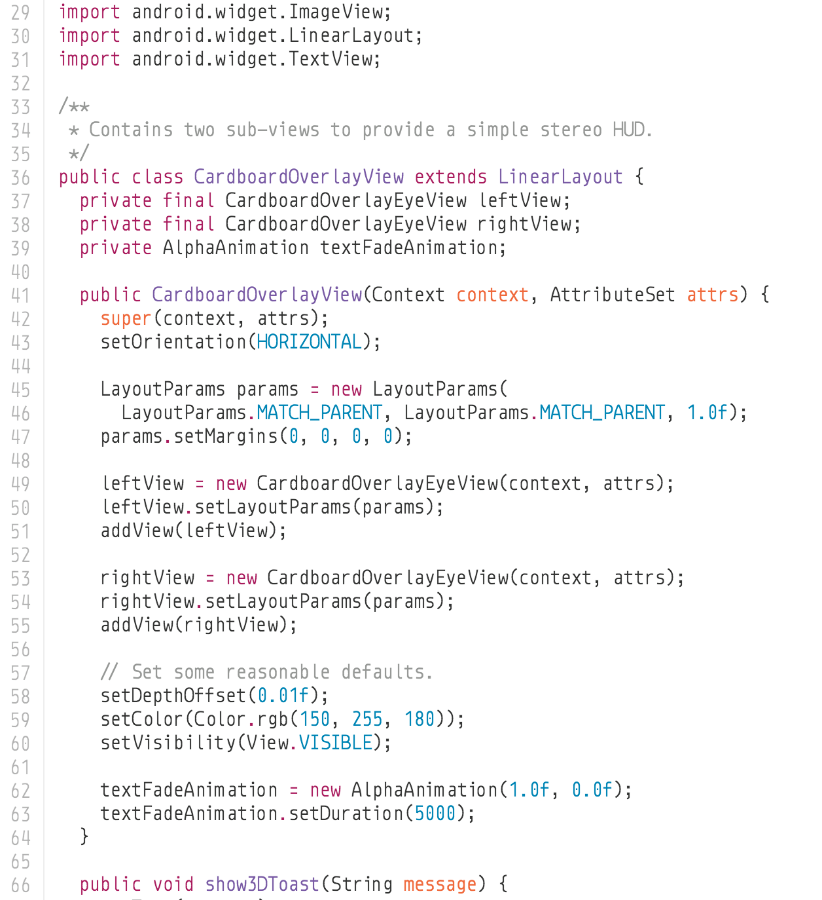 29 import android.widget.ImageView;
30 import android.widget.LinearLayout;
31 import android.widget.TextView;
32
33 /**
34  * Contains two sub-views to provide a simple stereo HUD.
35  */
36 public class CardboardOverlayView extends LinearLayout {
37   private final CardboardOverlayEyeView leftView;
38   private final CardboardOverlayEyeView rightView;
39   private AlphaAnimation textFadeAnimation;
40
41   public CardboardOverlayView(Context context, AttributeSet attrs) {
42     super(context, attrs);
43     setOrientation(HORIZONTAL);
44
45     LayoutParams params = new LayoutParams(
46       LayoutParams.MATCH_PARENT, LayoutParams.MATCH_PARENT, 1.0f);
47     params.setMargins(0, 0, 0, 0);
48
49     leftView = new CardboardOverlayEyeView(context, attrs);
50     leftView.setLayoutParams(params);
51     addView(leftView);
52
53     rightView = new CardboardOverlayEyeView(context, attrs);
54     rightView.setLayoutParams(params);
55     addView(rightView);
56
57     // Set some reasonable defaults.
58     setDepthOffset(0.01f);
59     setColor(Color.rgb(150, 255, 180));
60     setVisibility(View.VISIBLE);
61
62     textFadeAnimation = new AlphaAnimation(1.0f, 0.0f);
63     textFadeAnimation.setDuration(5000);
64   }
65
66   public void show3DToast(String message) {